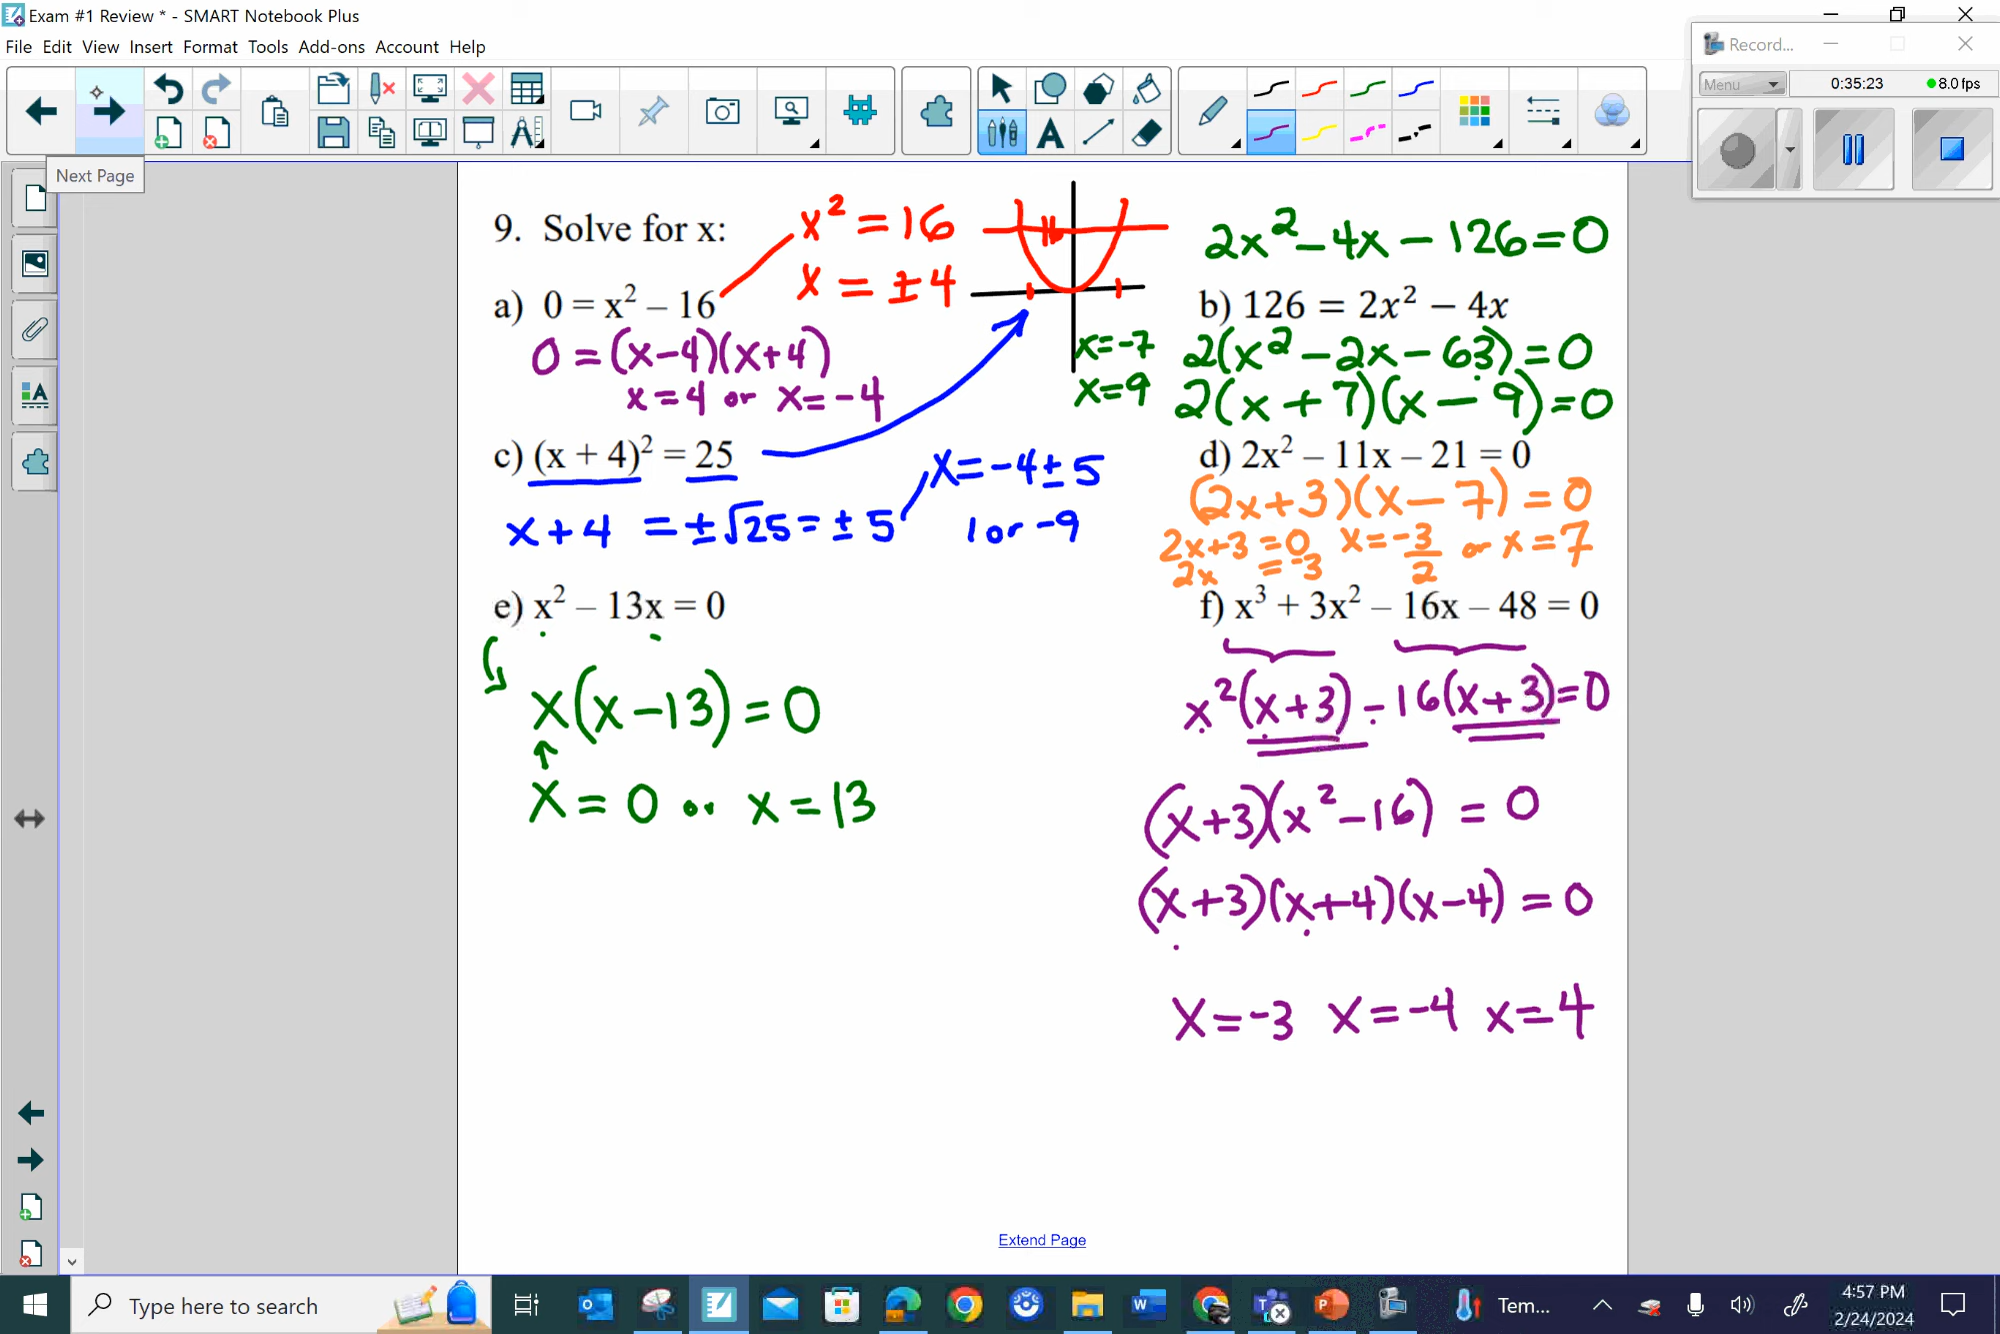 Exam #1 Review * - SMART Notebook Plus
File Edit View Insert Format Tools Add-ons Account Help
Record...
Menu
0:35:23
8.0 fps
Next Page
9. Solve for x:
x² = 16
x = ±4
16
a) 0 = x² – 16
0 = (x-4)(x+4)
x = 4 or x = -4
2x² - 4x - 126 = 0
b) 126 = 2x² − 4x
2(x² - 2x - 63) = 0
2(x + 7)(x - 9) = 0
x = -7
x = 9
c) (x + 4)² = 25
x + 4 = ±√25 = ±5
x = -4 ± 5
1 or -9
d) 2x² – 11x – 21 = 0
(2x+3)(x-7) = 0
2x+3 = 0 x = -3/2 or x = 7
2x = -3
e) x² – 13x = 0
x(x-13) = 0
x = 0 or x = 13
f) x³ + 3x² – 16x – 48 = 0
x²(x+3) - 16(x+3) = 0
(x+3)(x²-16) = 0
(x+3)(x+4)(x-4) = 0
x = -3 x = -4 x = 4
Extend Page
Type here to search
Tem...
4:57 PM
2/24/2024